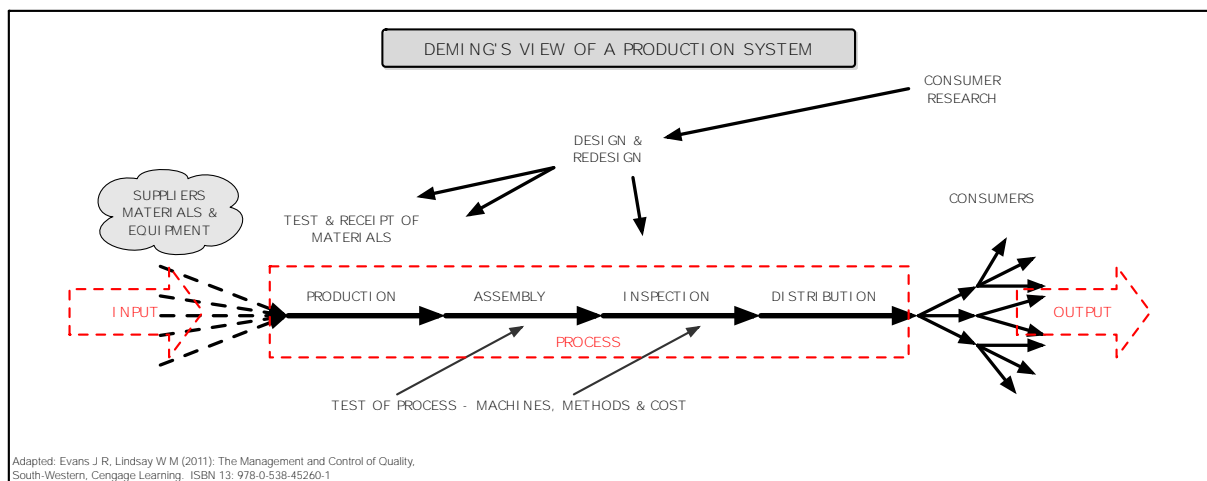 DEMING'S VIEW OF A PRODUCTION SYSTEM
CONSUMER
RESEARCH
DESIGN &
REDESIGN
SUPPLIERS
MATERIALS &
EQUIPMENT
CONSUMERS
TEST & RECEIPT OF
MATERIALS
PRODUCTION
ASSEMBLY
INSPECTION
DISTRIBUTION
INPUT
OUTPUT
PROCESS
TEST OF PROCESS - MACHINES, METHODS & COST
Adapted: Evans J R, Lindsay W M (2011): The Management and Control of Quality,
South-Western, Cengage Learning. ISBN 13: 978-0-538-45260-1